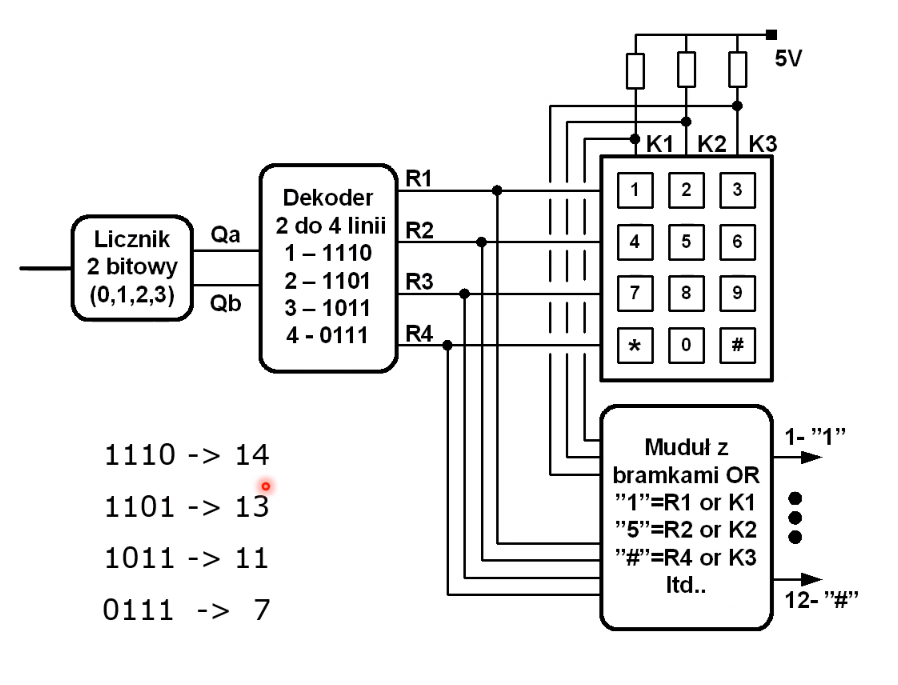 5V
K1 K2 K3
R1
R2
R3
R4
Licznik
2 bitowy
(0,1,2,3)
Qa
Qb
Dekoder
2 do 4 linii
1 – 1110
2 – 1101
3 – 1011
4 - 0111
1 2 3
4 5 6
7 8 9
* 0 #
Muduł z
bramkami OR
”1”=R1 or K1
”5”=R2 or K2
”#”=R4 or K3
Itd..
1- ”1”
12- ”#”
1110 -> 14
1101 -> 13
1011 -> 11
0111 -> 7